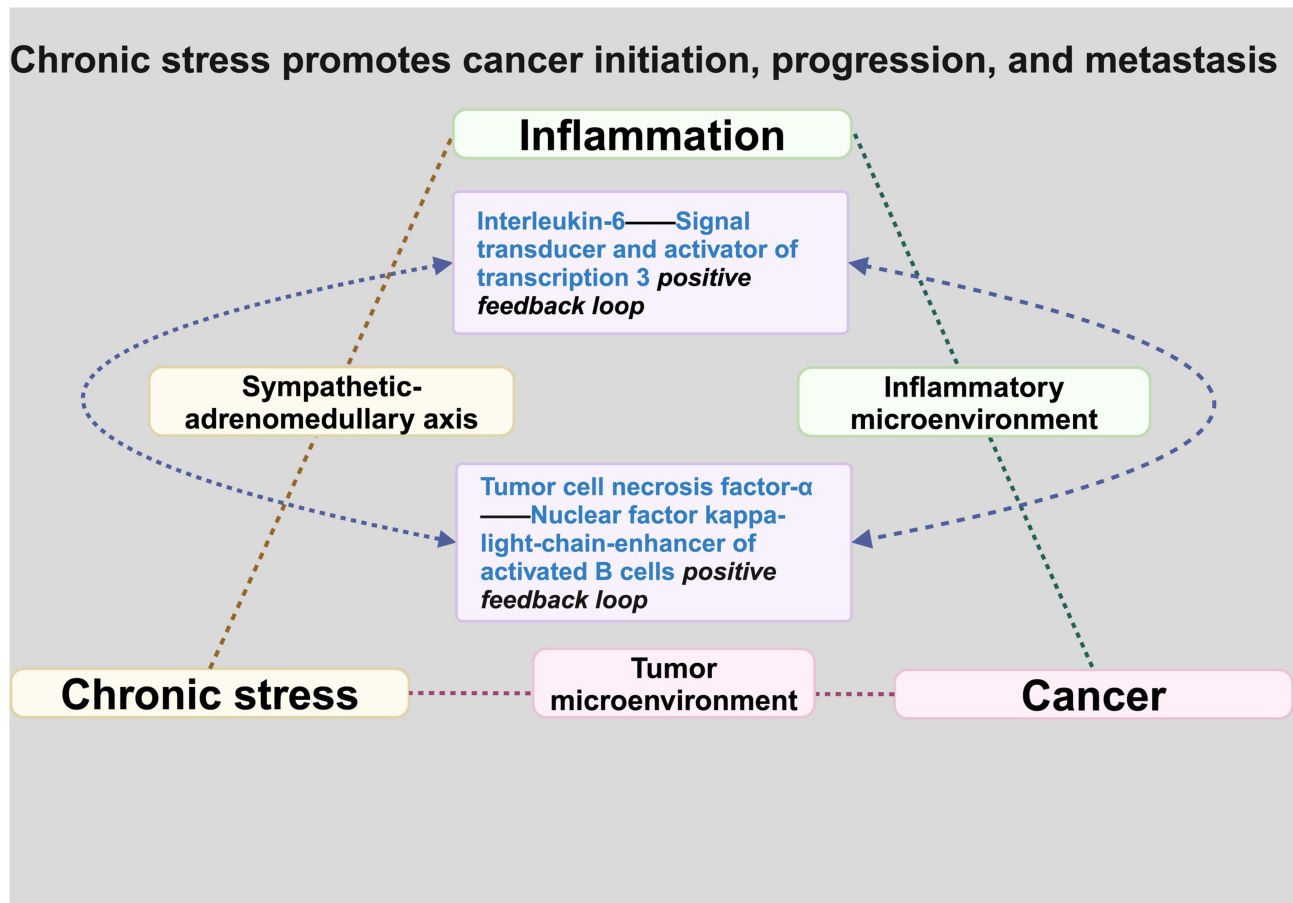 Chronic stress promotes cancer initiation, progression, and metastasis
Inflammation
Interleukin-6——Signal
transducer and activator of
transcription 3 positive
feedback loop
Sympathetic-
adrenomedullary axis
Inflammatory
microenvironment
Tumor cell necrosis factor-α
——Nuclear factor kappa-
light-chain-enhancer of
activated B cells positive
feedback loop
Chronic stress
Tumor
microenvironment
Cancer